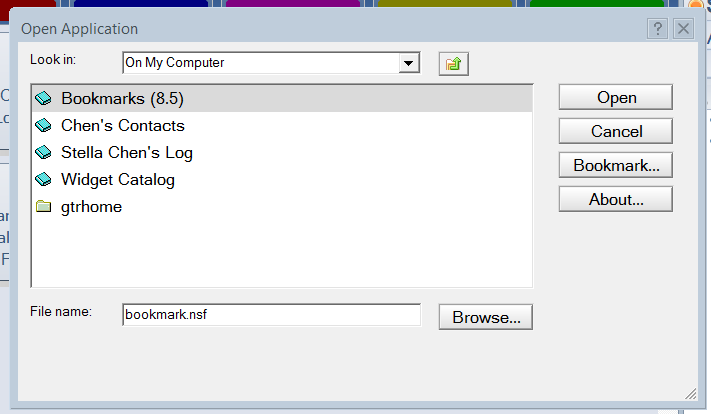 Open Application
Look in:
On My Computer
Bookmarks (8.5)
Chen's Contacts
Stella Chen's Log
Widget Catalog
gtrhome
Open
Cancel
Bookmark...
About...
File name:
bookmark.nsf
Browse...